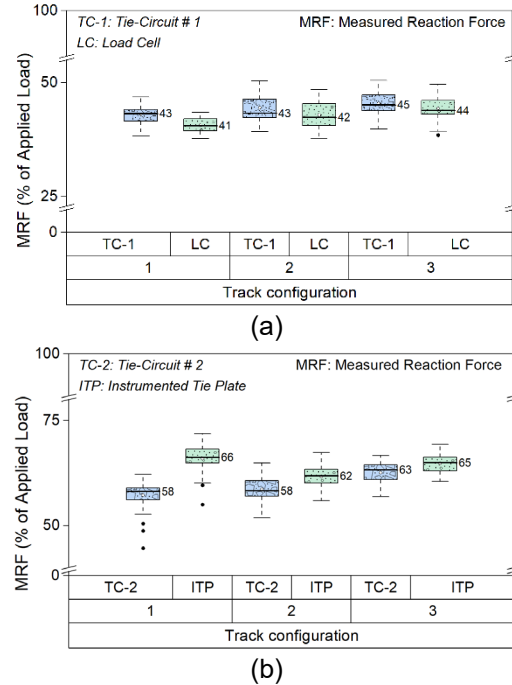 100
TC-1: Tie-Circuit # 1
MRF: Measured Reaction Force
LC: Load Cell
MRF (% of Applied Load)
50
43
41
43
42
45
44
25
0
TC-1 LC TC-1 LC TC-1 LC
1 2 3
Track configuration
(a)
100
TC-2: Tie-Circuit # 2
MRF: Measured Reaction Force
ITP: Instrumented Tie Plate
MRF (% of Applied Load)
75
58
66
58
62
63
65
50
0
TC-2 ITP TC-2 ITP TC-2 ITP
1 2 3
Track configuration
(b)